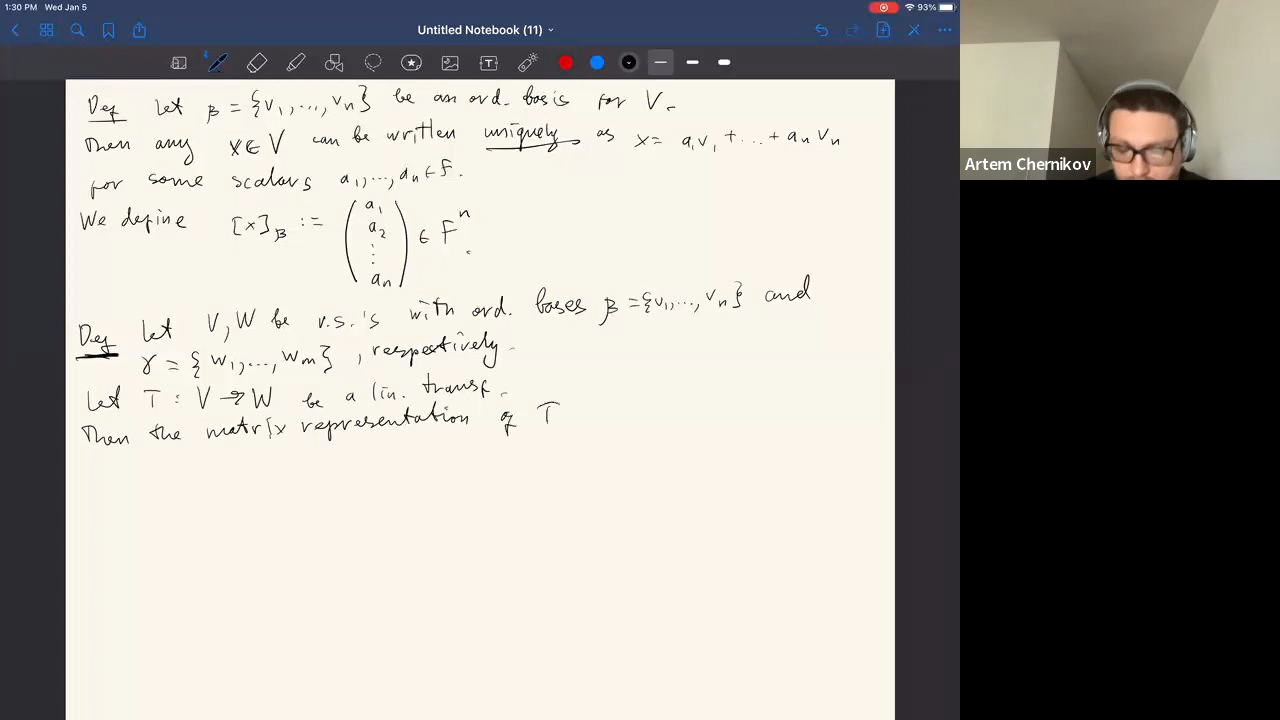 1:30 PM Wed Jan 5
93%
Untitled Notebook (11)
Artem Chernikov
Def Let β = {v₁,...,vₙ} be an ord. basis for V.
Then any x ∈ V can be written uniquely as x = a₁v₁ + ... + aₙvₙ
for some scalars a₁,...,aₙ ∈ F.
We define [x]_β := (a₁ a₂ ⋮ aₙ) ∈ Fⁿ.
Def Let V, W be v.s.'s with ord. bases β = {v₁,...,vₙ} and
γ = {w₁,...,wₘ}, respectively.
Let T : V → W be a lin. transf.
Then the matrix representation of T